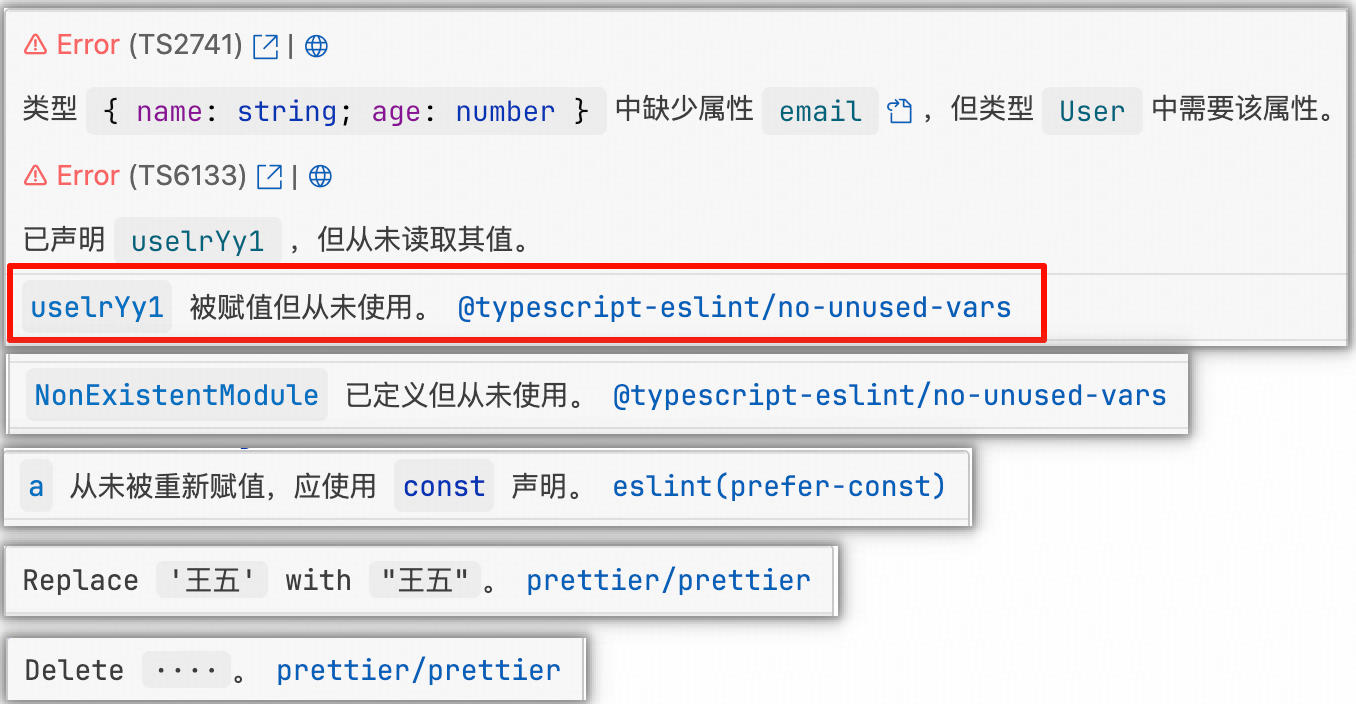 Error (TS2741) |
类型 { name: string; age: number } 中缺少属性 email ，但类型 User 中需要该属性。
Error (TS6133) |
已声明 uselrYy1 ，但从未读取其值。
uselrYy1 被赋值但从未使用。 @typescript-eslint/no-unused-vars
NonExistentModule 已定义但从未使用。 @typescript-eslint/no-unused-vars
a 从未被重新赋值，应使用 const 声明。 eslint(prefer-const)
Replace '王五' with "王五" 。 prettier/prettier
Delete ···· 。 prettier/prettier